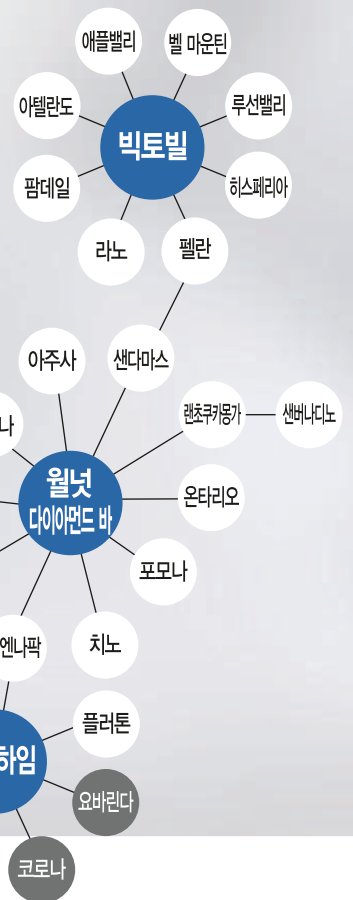 애플밸리
벨 마운틴
아텔란도
루선밸리
빅토빌
팜데일
히스페리아
라노
펠란
아주사
샌다마스
랜초쿠카몽가
샌버나디노
나
월넛
다이아먼드 바
온타리오
포모나
엔나팍
치노
플러톤
하임
요바린다
코로나